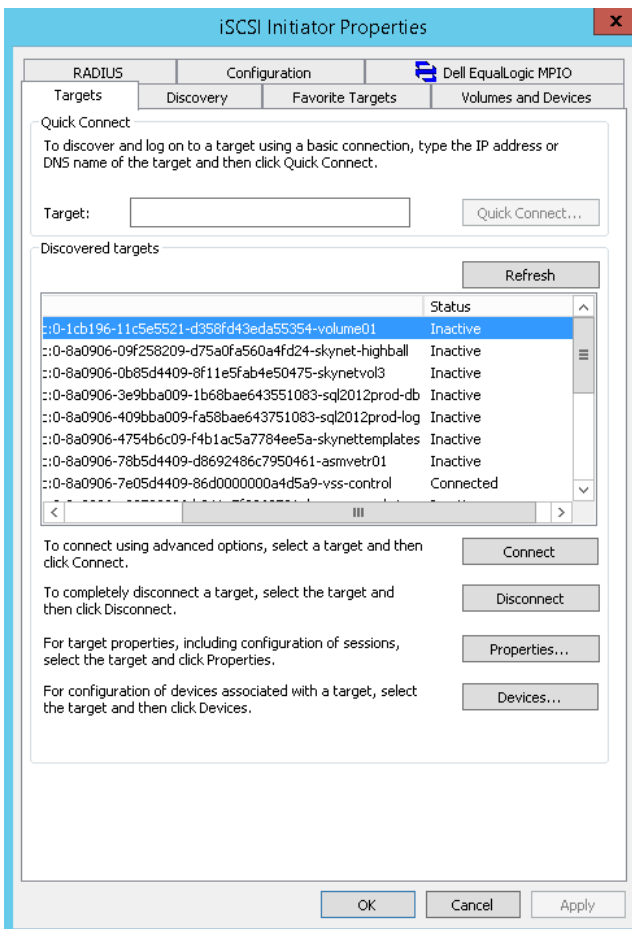 iSCSI Initiator Properties
x
RADIUS Configuration Dell EqualLogic MPIO
Targets Discovery Favorite Targets Volumes and Devices
Quick Connect
To discover and log on to a target using a basic connection, type the IP address or
DNS name of the target and then click Quick Connect.
Target: Quick Connect...
Discovered targets
Refresh
Status
c:0-1cb196-11c5e5521-d358fd43eda55354-volume01 Inactive
c:0-8a0906-09f258209-d75a0fa560a4fd24-skynet-highball Inactive
c:0-8a0906-0b85d4409-8f11e5fab4e50475-skynetvol3 Inactive
c:0-8a0906-3e9bba009-1b68bae643551083-sql2012prod-db Inactive
c:0-8a0906-409bba009-fa58bae643751083-sql2012prod-log Inactive
c:0-8a0906-4754b6c09-f4b1ac5a7784ee5a-skynettemplates Inactive
c:0-8a0906-78b5d4409-d8692486c7950461-asmvetr01 Inactive
c:0-8a0906-7e05d4409-86d0000000a4d5a9-vss-control Connected
To connect using advanced options, select a target and then
click Connect.
Connect
To completely disconnect a target, select the target and
then click Disconnect.
Disconnect
For target properties, including configuration of sessions,
select the target and click Properties.
Properties...
For configuration of devices associated with a target, select
the target and then click Devices.
Devices...
OK Cancel Apply